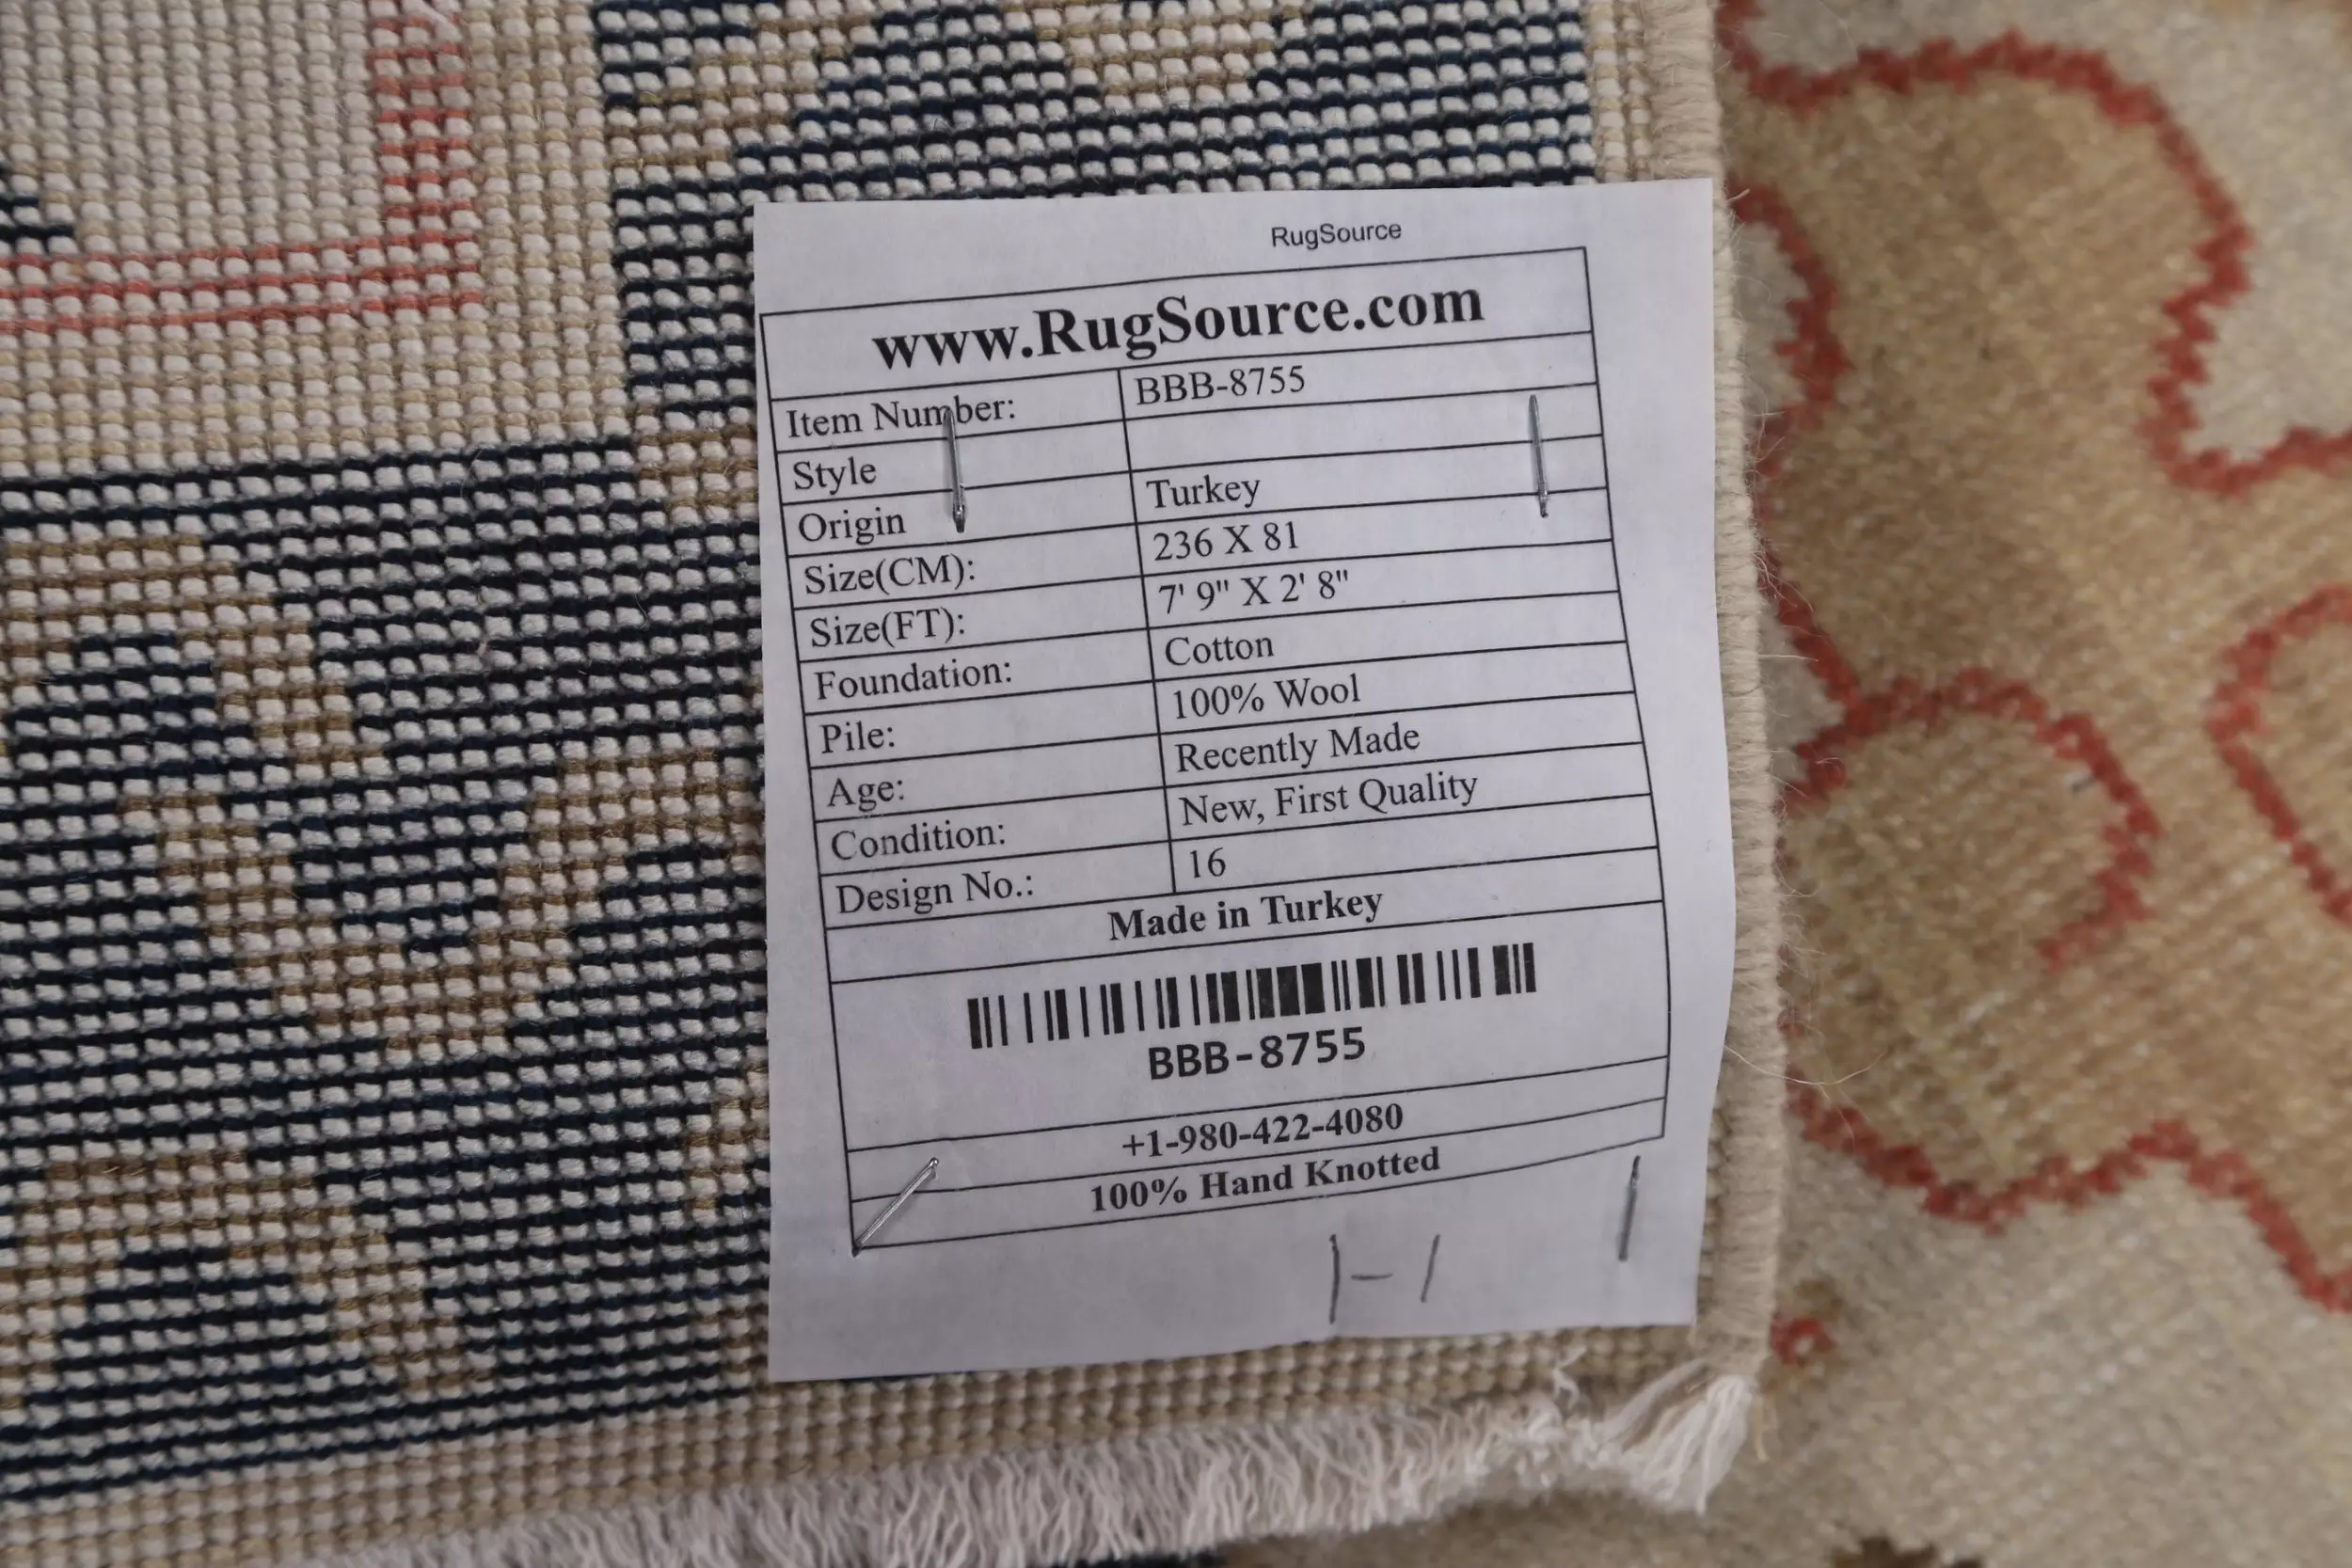 RugSource
www.RugSource.com
Item Number: BBB-8755
Style
Origin Turkey
Size(CM): 236 X 81
Size(FT): 7' 9" X 2' 8"
Foundation: Cotton
Pile: 100% Wool
Age: Recently Made
Condition: New, First Quality
Design No.: 16
Made in Turkey
BBB-8755
+1-980-422-4080
100% Hand Knotted
1-1